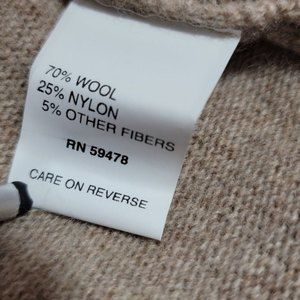 70% WOOL
25% NYLON
5% OTHER FIBERS
RN 59478
CARE ON REVERSE